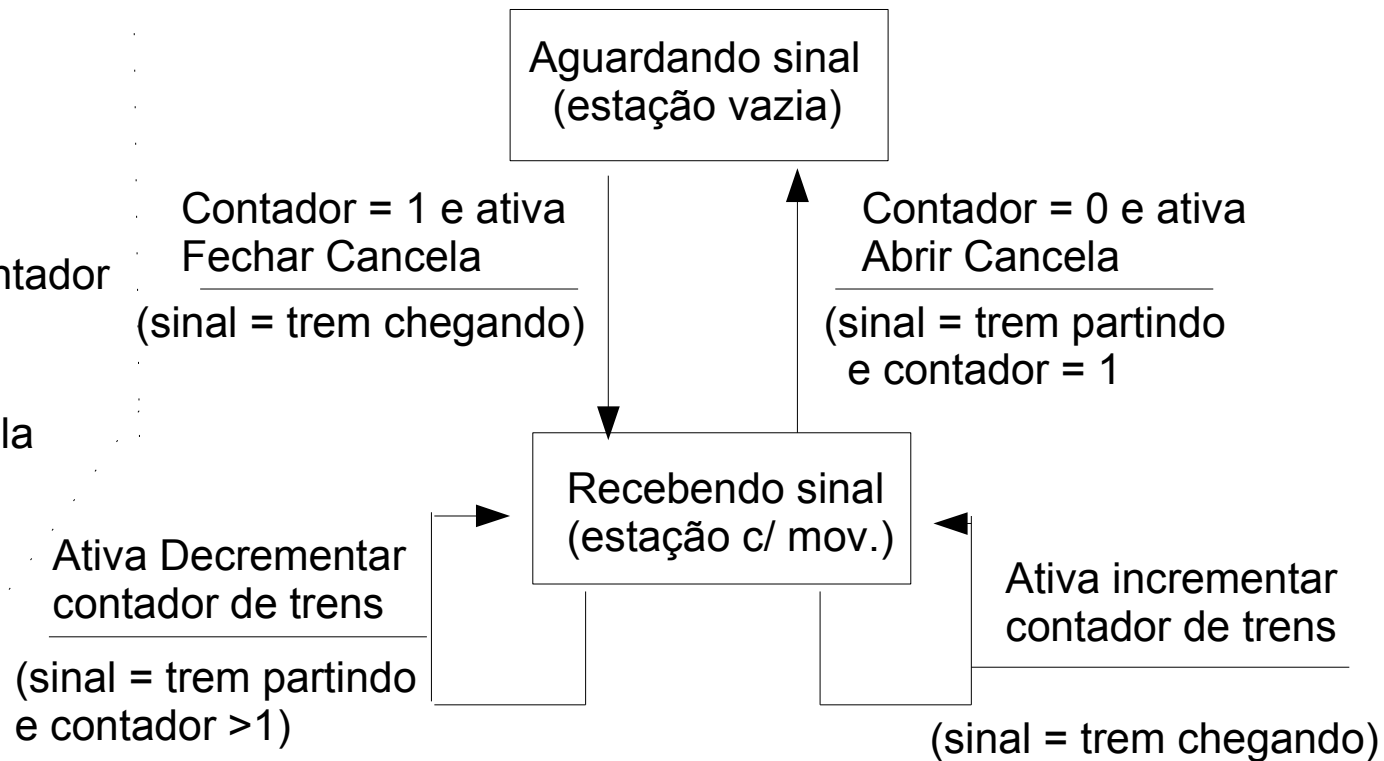 Aguardando sinal
(estação vazia)
Contador = 1 e ativa
Fechar Cancela
(sinal = trem chegando)
Contador = 0 e ativa
Abrir Cancela
(sinal = trem partindo
e contador = 1
ntador
la
Recebendo sinal
(estação c/ mov.)
Ativa Decrementar
contador de trens
(sinal = trem partindo
e contador >1)
Ativa incrementar
contador de trens
(sinal = trem chegando)